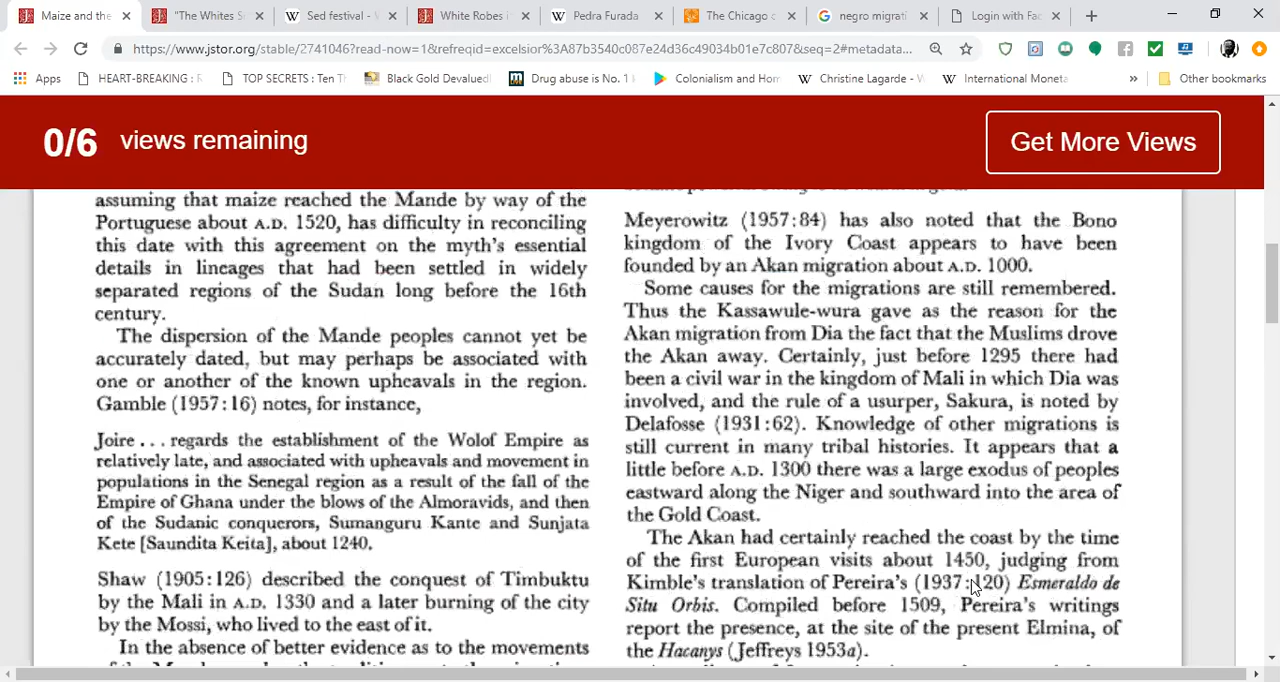 Maize and the
"The Whites S
Sed festival - 
White Robes i
Pedra Furada
The Chicago
negro migrati
Login with Fac
https://www.jstor.org/stable/2741046?read-now=1&refreqid=excelsior%3A87b3540c087e24d36c49034b01e7c807&seq=2#metadata...
Apps
HEART-BREAKING : R
TOP SECRETS : Ten Th
Black Gold Devalued
Drug abuse is No. 1
Colonialism and Hom
Christine Lagarde - W
International Moneta
»
Other bookmarks
0/6 views remaining
Get More Views
assuming that maize reached the Mande by way of the
Portuguese about A.D. 1520, has difficulty in reconciling
this date with this agreement on the myth's essential
details in lineages that had been settled in widely
separated regions of the Sudan long before the 16th
century.
The dispersion of the Mande peoples cannot yet be
accurately dated, but may perhaps be associated with
one or another of the known upheavals in the region.
Gamble (1957:16) notes, for instance,
Joire . . . regards the establishment of the Wolof Empire as
relatively late, and associated with upheavals and movement in
populations in the Senegal region as a result of the fall of the
Empire of Ghana under the blows of the Almoravids, and then
of the Sudanic conquerors, Sumanguru Kante and Sunjata
Kete [Saundita Keita], about 1240.
Shaw (1905:126) described the conquest of Timbuktu
by the Mali in A.D. 1330 and a later burning of the city
by the Mossi, who lived to the east of it.
In the absence of better evidence as to the movements
Meyerowitz (1957:84) has also noted that the Bono
kingdom of the Ivory Coast appears to have been
founded by an Akan migration about A.D. 1000.
Some causes for the migrations are still remembered.
Thus the Kassawule-wura gave as the reason for the
Akan migration from Dia the fact that the Muslims drove
the Akan away. Certainly, just before 1295 there had
been a civil war in the kingdom of Mali in which Dia was
involved, and the rule of a usurper, Sakura, is noted by
Delafosse (1931:62). Knowledge of other migrations is
still current in many tribal histories. It appears that a
little before A.D. 1300 there was a large exodus of peoples
eastward along the Niger and southward into the area of
the Gold Coast.
The Akan had certainly reached the coast by the time
of the first European visits about 1450, judging from
Kimble's translation of Pereira's (1937:120) Esmeraldo de
Situ Orbis. Compiled before 1509, Pereira's writings
report the presence, at the site of the present Elmina, of
the Hacanys (Jeffreys 1953a).